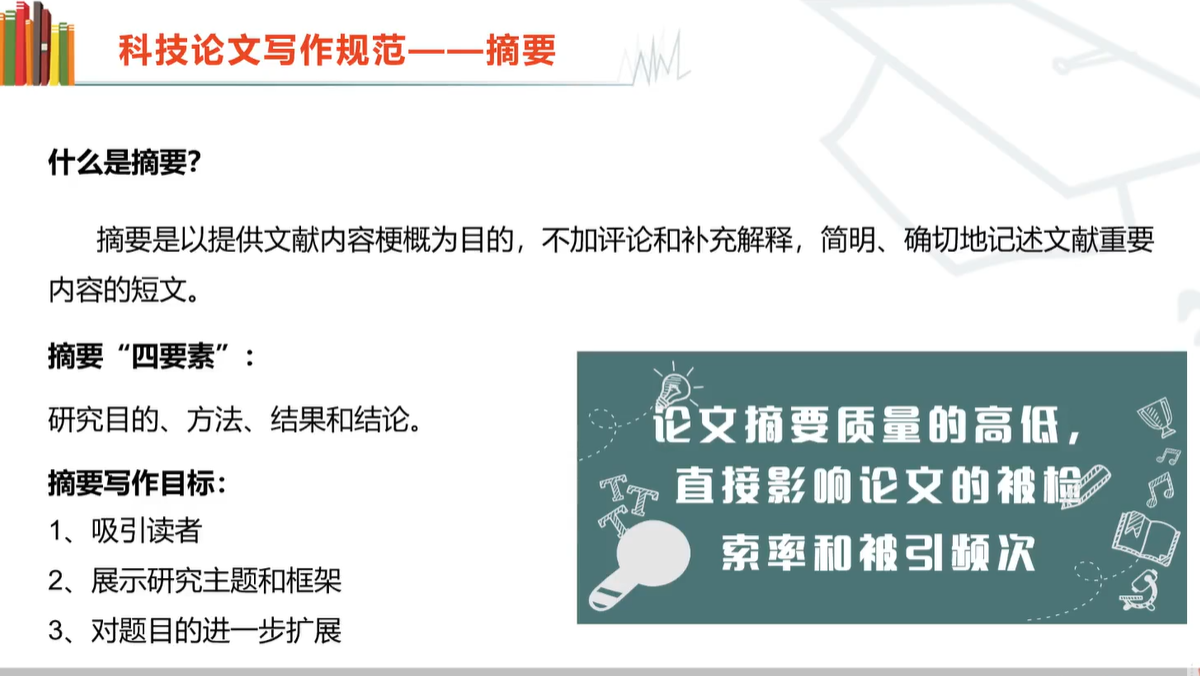 科技论文写作规范——摘要
什么是摘要？
摘要是以提供文献内容梗概为目的，不加评论和补充解释，简明、确切地记述文献重要
内容的短文。
摘要“四要素”：
研究目的、方法、结果和结论。
摘要写作目标：
1、吸引读者
2、展示研究主题和框架
3、对题目的进一步扩展
论文摘要质量的高低，
直接影响论文的被检
索率和被引频次